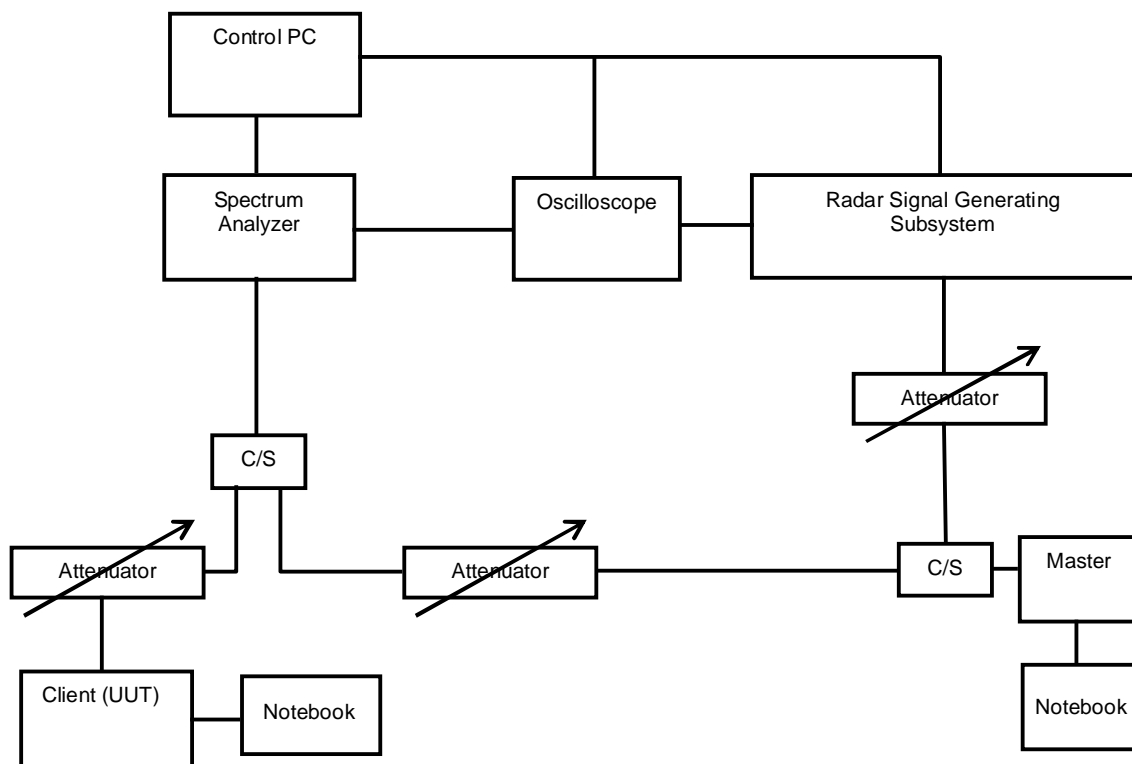 Control PC
Spectrum
Analyzer
Oscilloscope
Radar Signal Generating
Subsystem
Attenuator
C/S
Attenuator
Attenuator
C/S
Master
Client (UUT)
Notebook
Notebook